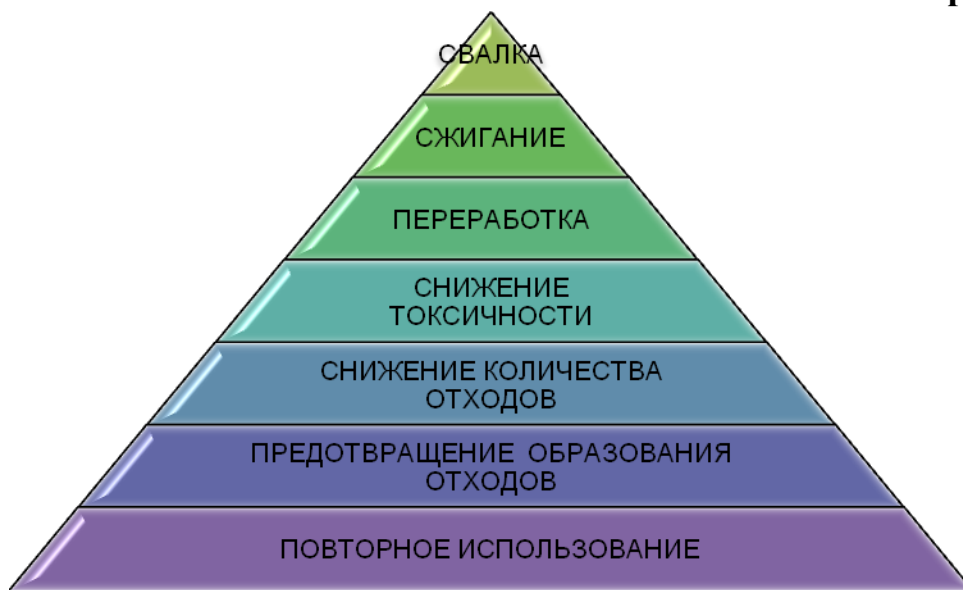 СВАЛКА
СЖИГАНИЕ
ПЕРЕРАБОТКА
СНИЖЕНИЕ
ТОКСИЧНОСТИ
СНИЖЕНИЕ КОЛИЧЕСТВА
ОТХОДОВ
ПРЕДОТВРАЩЕНИЕ ОБРАЗОВАНИЯ
ОТХОДОВ
ПОВТОРНОЕ ИСПОЛЬЗОВАНИЕ